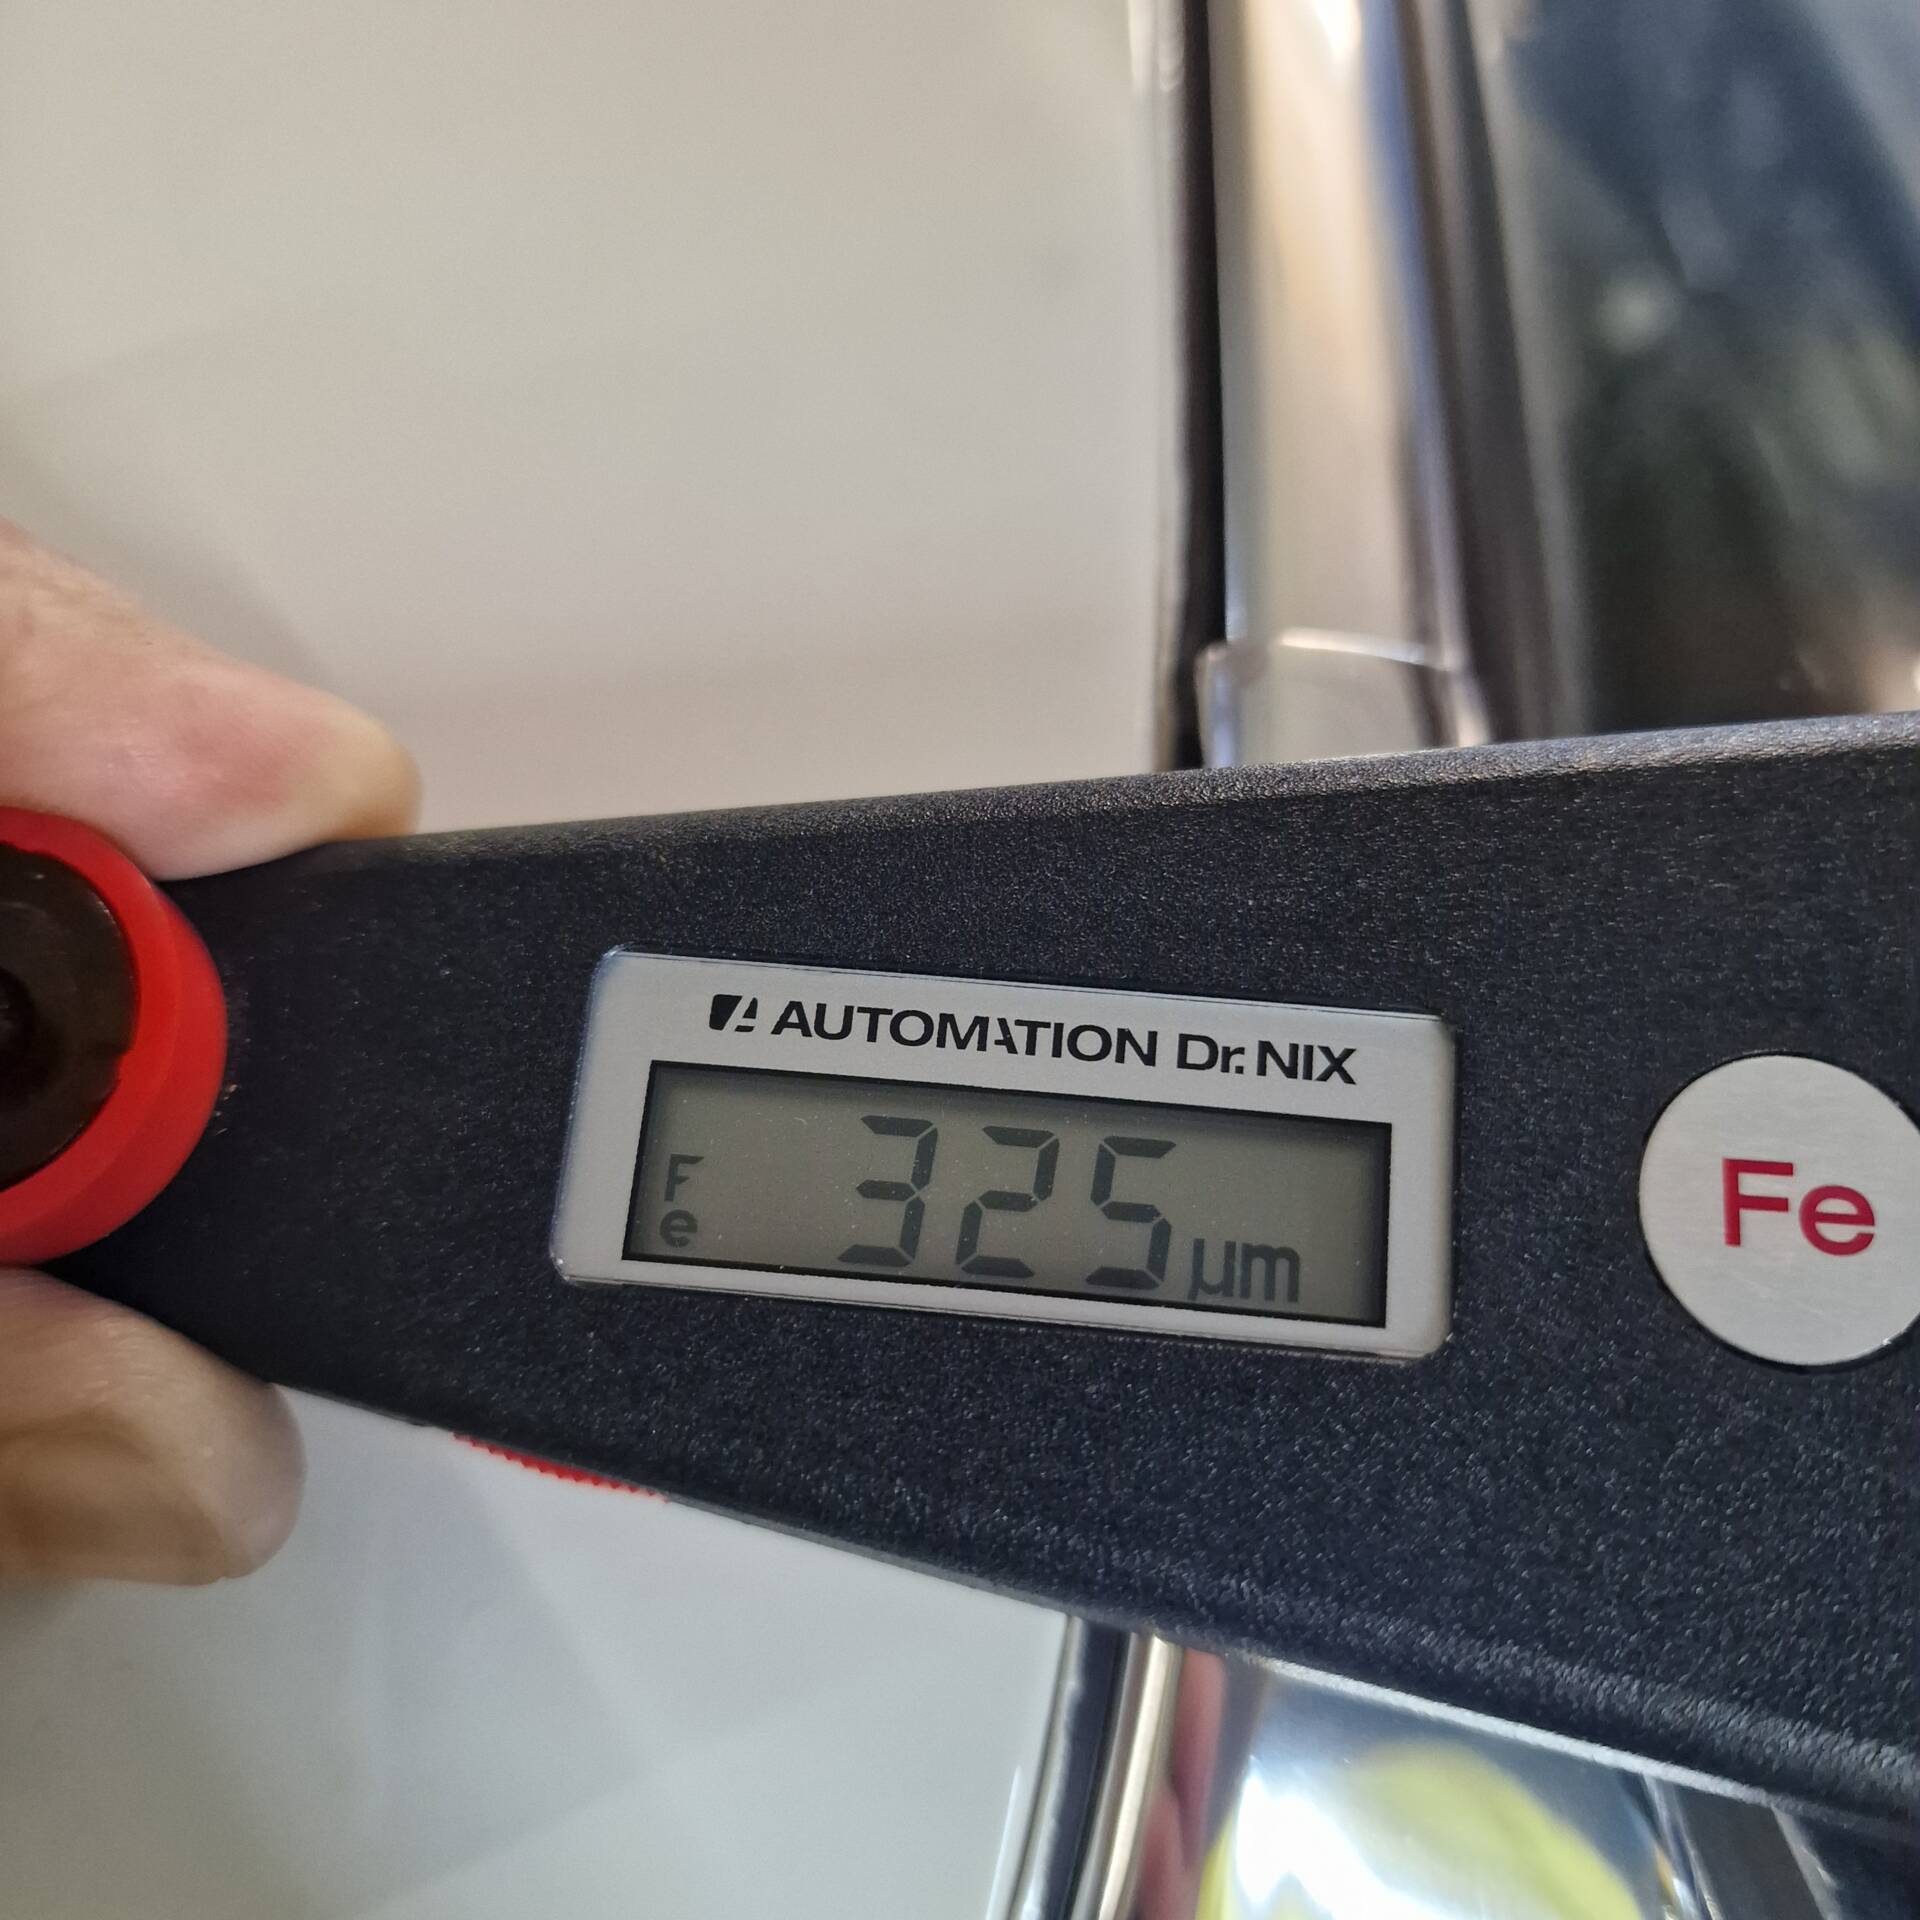 AUTOMATION Dr. NIX
Fe 325 µm
Fe